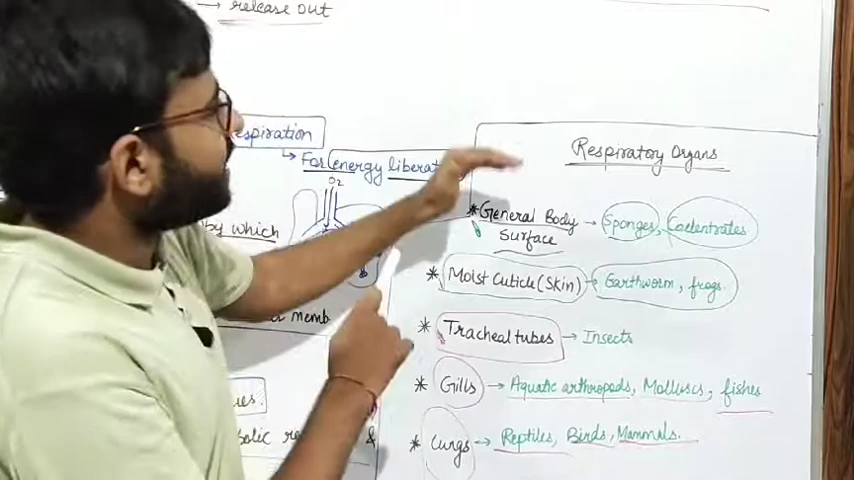 → release out
espiration
↳ For energy liberat
O2
by which
memb
Respiratory Organs
* General Body Surface → Sponges, Coelentrates
* Moist Cuticle (Skin) → Earthworm, frogs.
* Tracheal tubes → Insects
* Gills → Aquatic arthropods, Molluscs, fishes
* Lungs → Reptiles, Birds, Mammals.
&